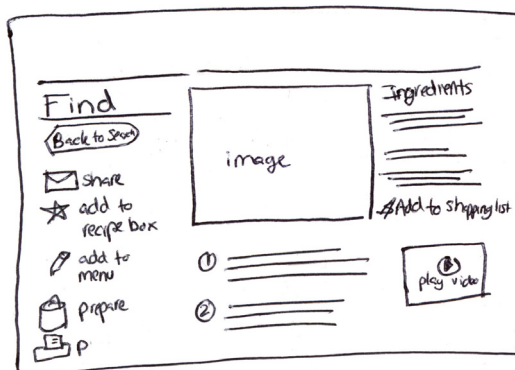 Find
Back to Search
share
add to
recipe box
add to
menu
prepare
P
image
1
2
Ingredients
Add to shopping list
play video